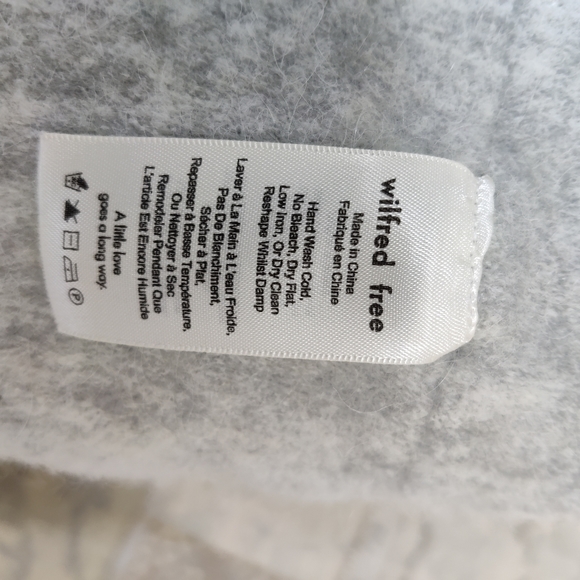 wilfred free
Made in China
Fabriqué en Chine
Hand Wash Cold,
No Bleach, Dry Flat,
Low Iron, Or Dry Clean
Reshape Whilst Damp
Laver à La Main à L'eau Froide,
Pas De Blanchiment,
Sécher à Plat,
Repasser à Basse Température,
Ou Nettoyer à Sec
Remodeler Pendant Que
L'article Est Encore Humide
A little love
goes a long way.
P